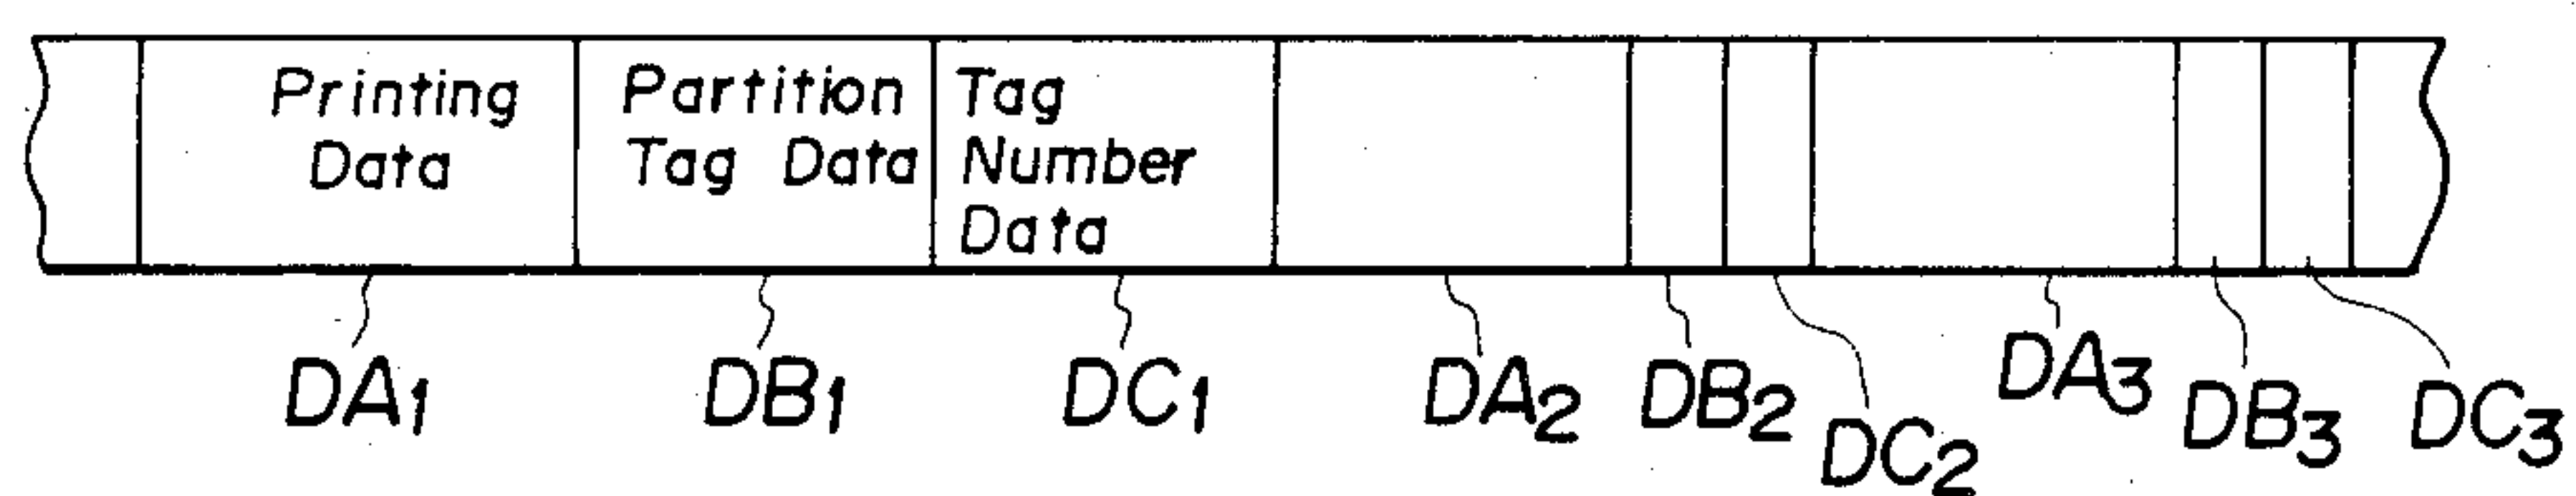 Printing
Data
Partition
Tag Data
Tag
Number
Data
DA1
DB1
DC1
DA2
DB2
DC2
DA3
DB3
DC3